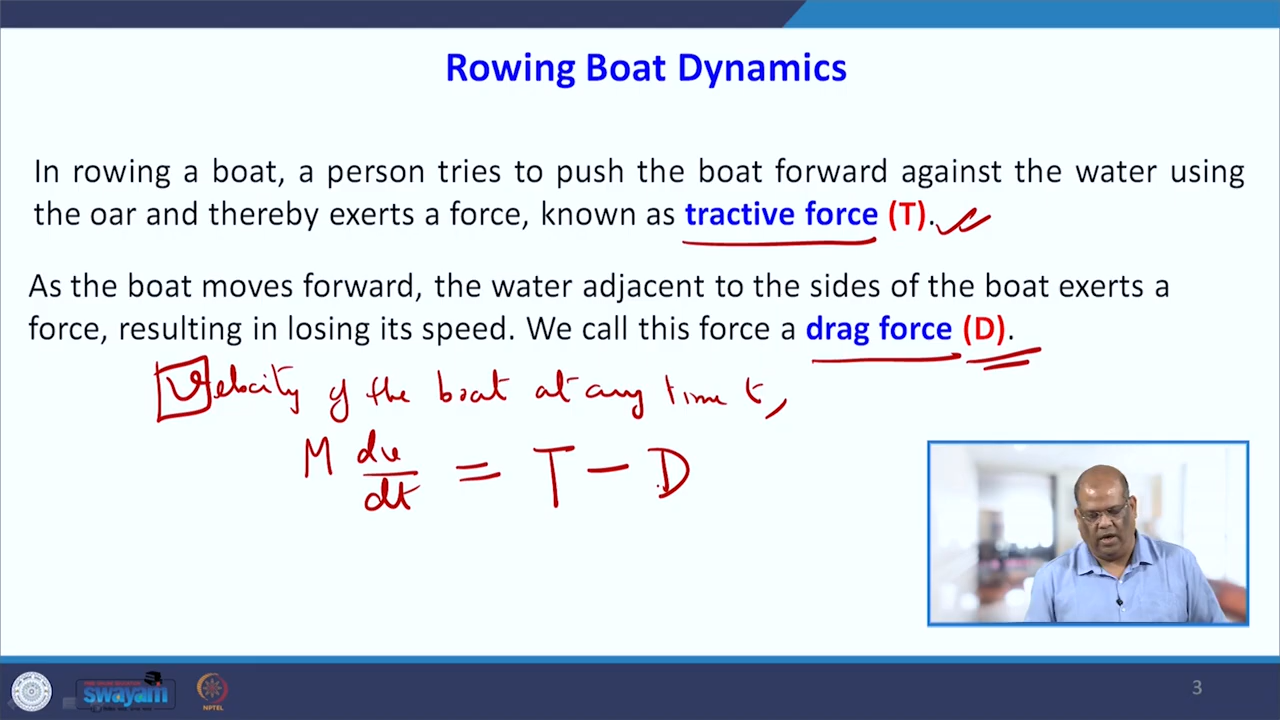 Rowing Boat Dynamics
In rowing a boat, a person tries to push the boat forward against the water using
the oar and thereby exerts a force, known as tractive force (T).
As the boat moves forward, the water adjacent to the sides of the boat exerts a
force, resulting in losing its speed. We call this force a drag force (D).
Velocity of the boat at any time t,
M dv/dt = T - D
swayam
NPTEL
3